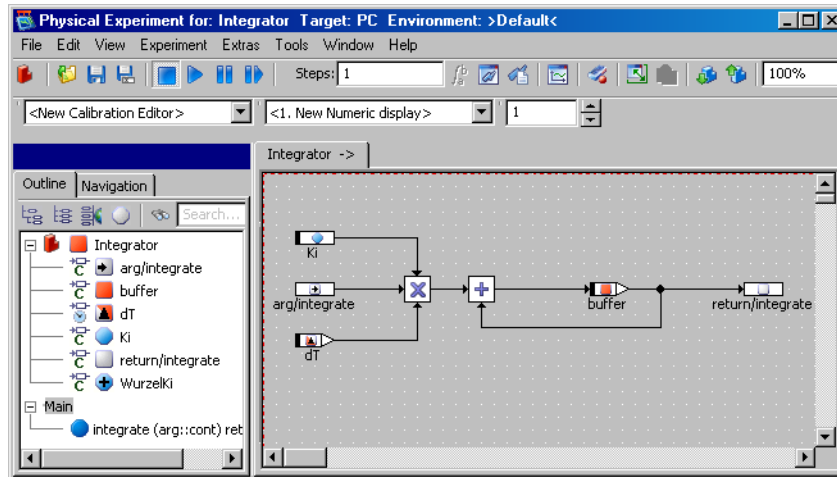 Physical Experiment for: Integrator Target: PC Environment: >Default<
File Edit View Experiment Extras Tools Window Help
Steps: 1 100%
<New Calibration Editor> <1. New Numeric display> 1
Integrator ->
Outline Navigation
Search...
Integrator
arg/integrate
buffer
dT
Ki
return/integrate
WurzelKi
Main
integrate (arg::cont) ret
Ki
arg/integrate
buffer
return/integrate
dT